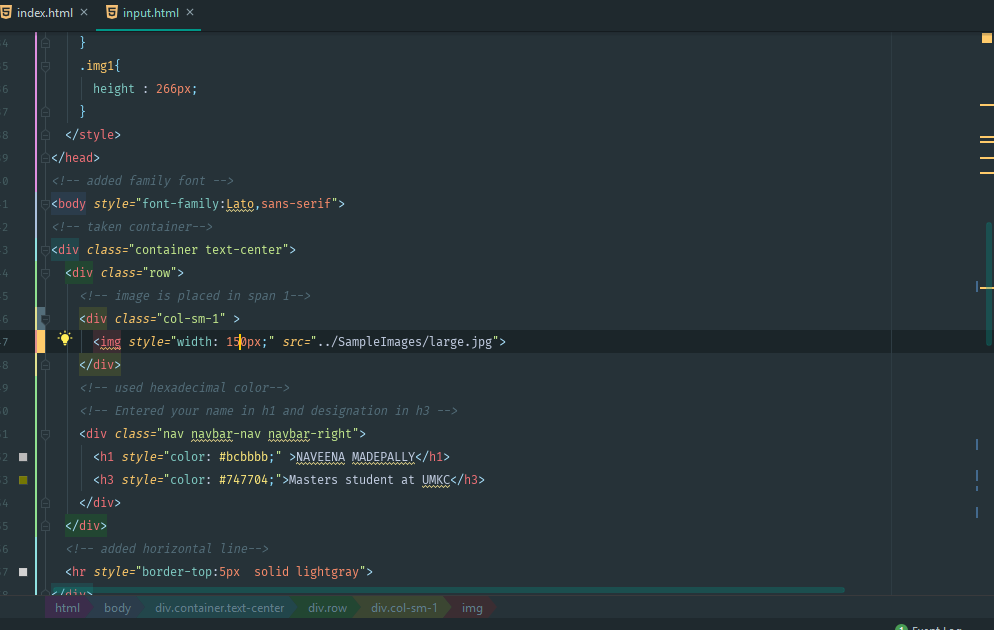 index.html × input.html ×
4 }
5 .img1{
6 height : 266px;
7 }
8 </style>
9 </head>
0 <!-- added family font -->
1 <body style="font-family:Lato,sans-serif">
2 <!-- taken container-->
3 <div class="container text-center">
4 <div class="row">
5 <!-- image is placed in span 1-->
6 <div class="col-sm-1" >
7 <img style="width: 150px;" src="../SampleImages/large.jpg">
8 </div>
9 <!-- used hexadecimal color-->
0 <!-- Entered your name in h1 and designation in h3 -->
1 <div class="nav navbar-nav navbar-right">
2 <h1 style="color: #bcbbbb;" >NAVEENA MADEPALLY</h1>
3 <h3 style="color: #747704;">Masters student at UMKC</h3>
4 </div>
5 </div>
6 <!-- added horizontal line-->
7 <hr style="border-top:5px  solid lightgray">
8 </div>
html body div.container.text-center div.row div.col-sm-1 img
1 Event Log